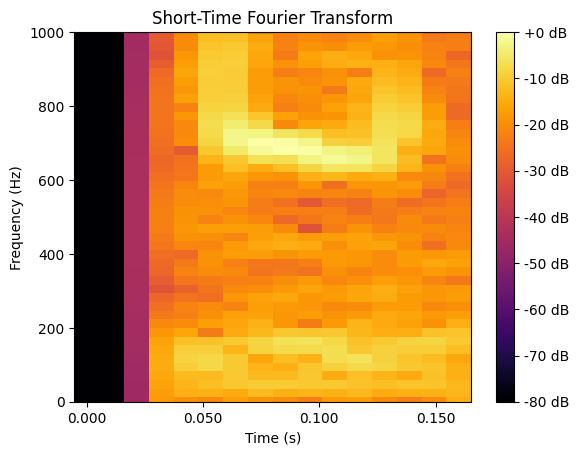 Short-Time Fourier Transform
1000
800
600
400
200
0
Frequency (Hz)
0.000
0.050
0.100
0.150
Time (s)
+0 dB
-10 dB
-20 dB
-30 dB
-40 dB
-50 dB
-60 dB
-70 dB
-80 dB